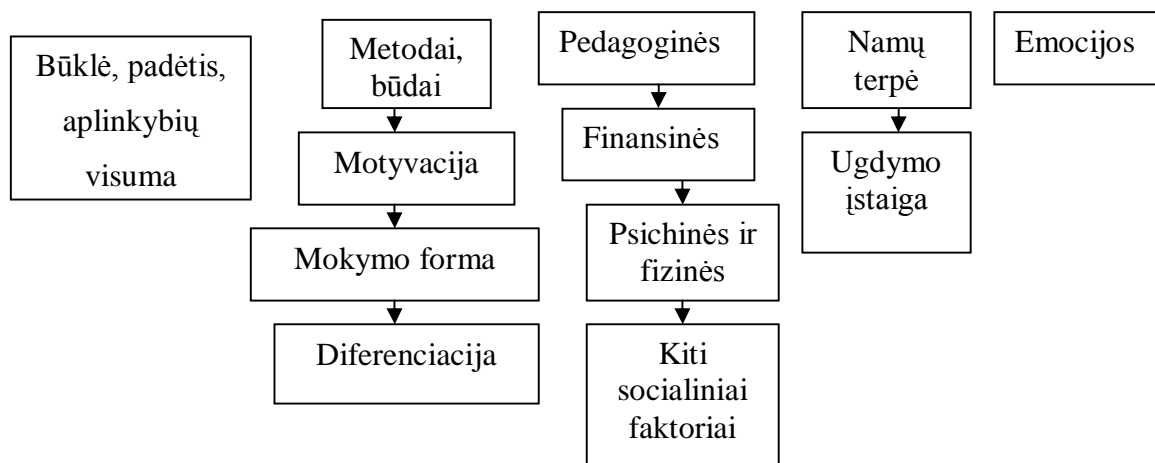 Būklė, padėtis,
aplinkybių
visuma
Metodai,
būdai
Motyvacija
Mokymo forma
Diferenciacija
Pedagoginės
Finansinės
Psichinės ir
fizinės
Kiti
socialiniai
faktoriai
Namų
terpė
Ugdymo
įstaiga
Emocijos